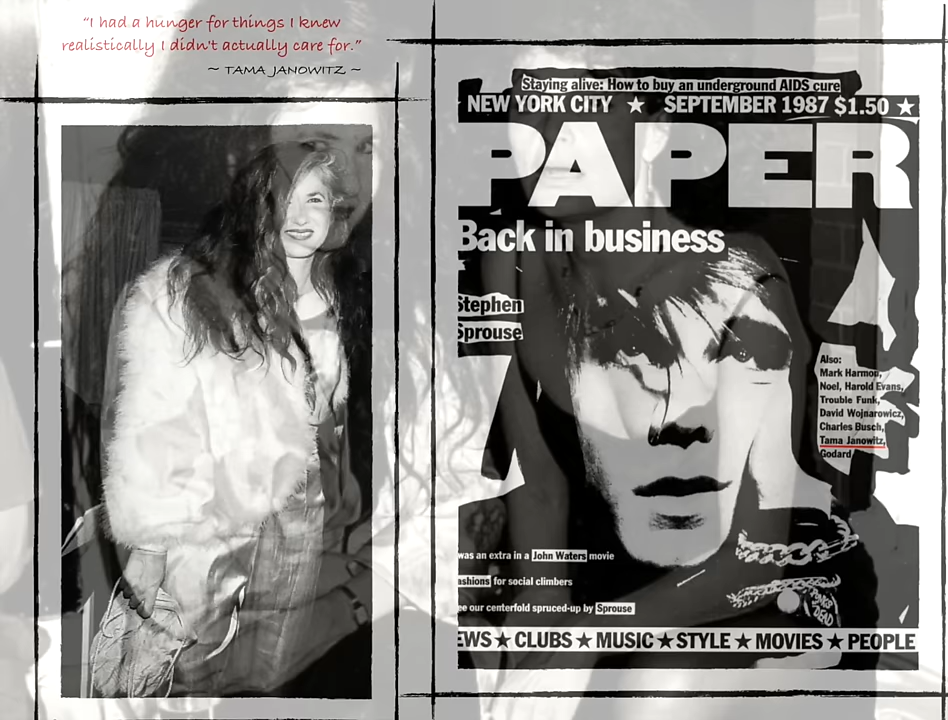 “I had a hunger for things I knew
realistically I didn't actually care for.”
~ TAMA JANOWITZ ~
Staying alive: How to buy an underground AIDS cure
NEW YORK CITY ★ SEPTEMBER 1987 $1.50 ★
PAPER
Back in business
Stephen
Sprouse
Also:
Mark Harmon,
Noel, Harold Evans,
Trouble Funk,
David Wojnarowicz,
Charles Busch,
Tama Janowitz,
Godard
was an extra in a John Waters movie
ashions for social climbers
ee our centerfold spruced-up by Sprouse
EWS ★ CLUBS ★ MUSIC ★ STYLE ★ MOVIES ★ PEOPLE